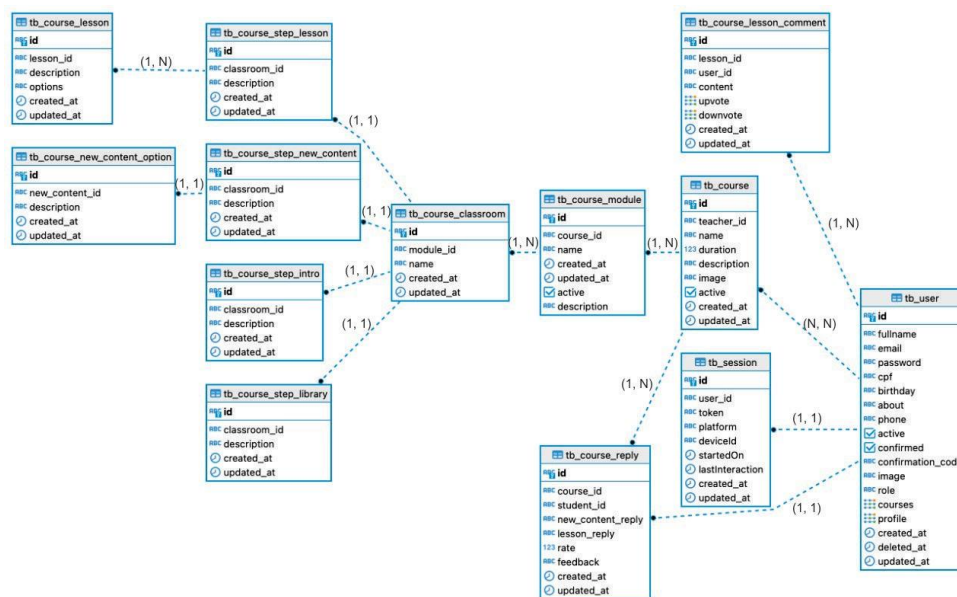 tb_course_lesson
id
lesson_id
description
options
created_at
updated_at
(1, N)
tb_course_step_lesson
id
classroom_id
description
created_at
updated_at
(1, 1)
tb_course_new_content_option
id
new_content_id
description
created_at
updated_at
(1, 1)
tb_course_step_new_content
id
classroom_id
description
created_at
updated_at
(1, 1)
tb_course_step_intro
id
classroom_id
description
created_at
updated_at
(1, 1)
tb_course_step_library
id
classroom_id
description
created_at
updated_at
(1, 1)
tb_course_classroom
id
module_id
name
created_at
updated_at
(1, N)
tb_course_module
id
course_id
name
created_at
updated_at
active
description
(1, N)
tb_course_lesson_comment
id
lesson_id
user_id
content
upvote
downvote
created_at
updated_at
(1, N)
tb_course
id
teacher_id
name
123 duration
description
image
active
created_at
updated_at
(N, N)
(1, N)
tb_session
id
user_id
token
platform
deviceId
startedOn
lastInteraction
created_at
updated_at
(1, 1)
tb_course_reply
id
course_id
student_id
new_content_reply
lesson_reply
123 rate
feedback
created_at
updated_at
(1, 1)
tb_user
id
fullname
email
password
cpf
birthday
about
phone
active
confirmed
confirmation_cod
image
role
courses
profile
created_at
deleted_at
updated_at